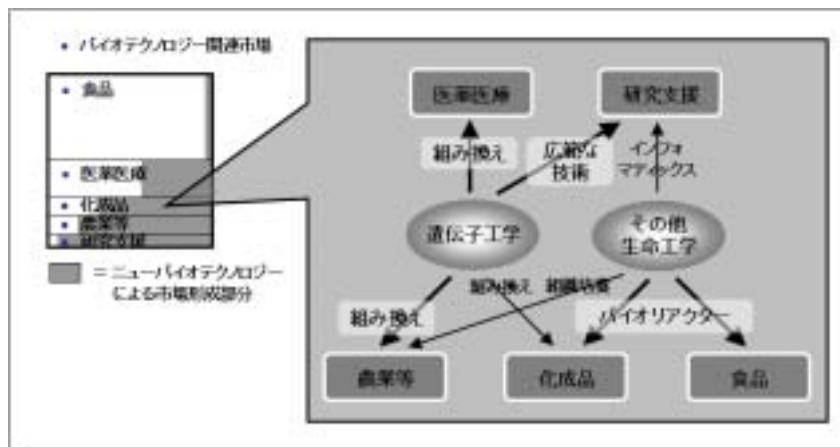 バイオテクノロジー関連市場
食品
医薬医療
化成品
農業等
研究支援
= ニューバイオテクノロジー
による市場形成部分
医薬医療
研究支援
組み換え
広範な
技術
インフォ
マティックス
遺伝子工学
その他
生命工学
組み換え
組み換え
組織培養
バイオリアクター
農業等
化成品
食品